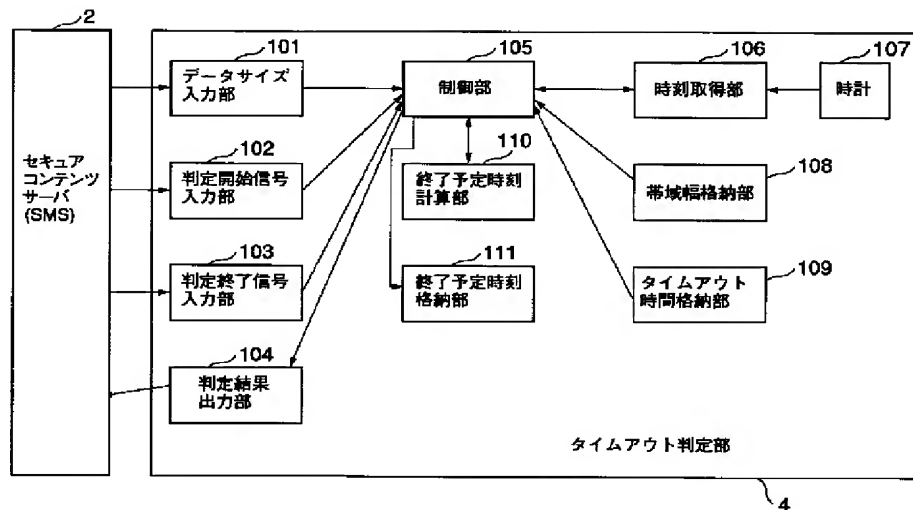 2
セキュア
コンテンツ
サーバ
(SMS)
101
データサイズ
入力部
102
判定開始信号
入力部
103
判定終了信号
入力部
104
判定結果
出力部
105
制御部
110
終了予定時刻
計算部
111
終了予定時刻
格納部
106
時刻取得部
107
時計
108
帯域幅格納部
109
タイムアウト
時間格納部
タイムアウト判定部
4